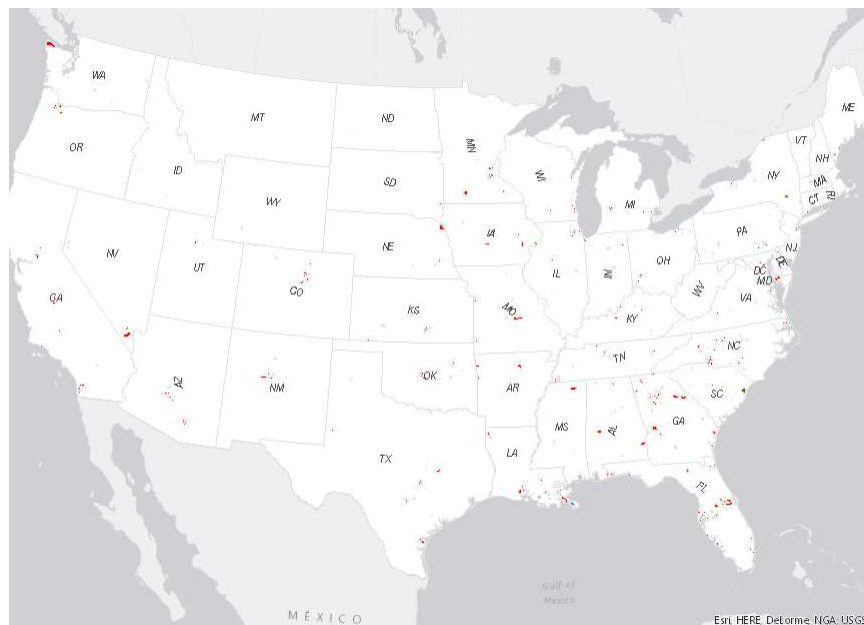 WA
MT
ND
MN
ME
OR
ID
SD
WI
MI
VT
NH
NY
MA
CT
RI
WY
NE
IA
PA
NJ
NV
UT
CO
IL
IN
OH
DE
DC
MD
CA
KS
MO
WV
VA
KY
AZ
NM
OK
AR
TN
NC
SC
TX
LA
MS
AL
GA
FL
Gulf of
Mexico
MÉXICO
Esri, HERE, DeLorme, NGA, USGS